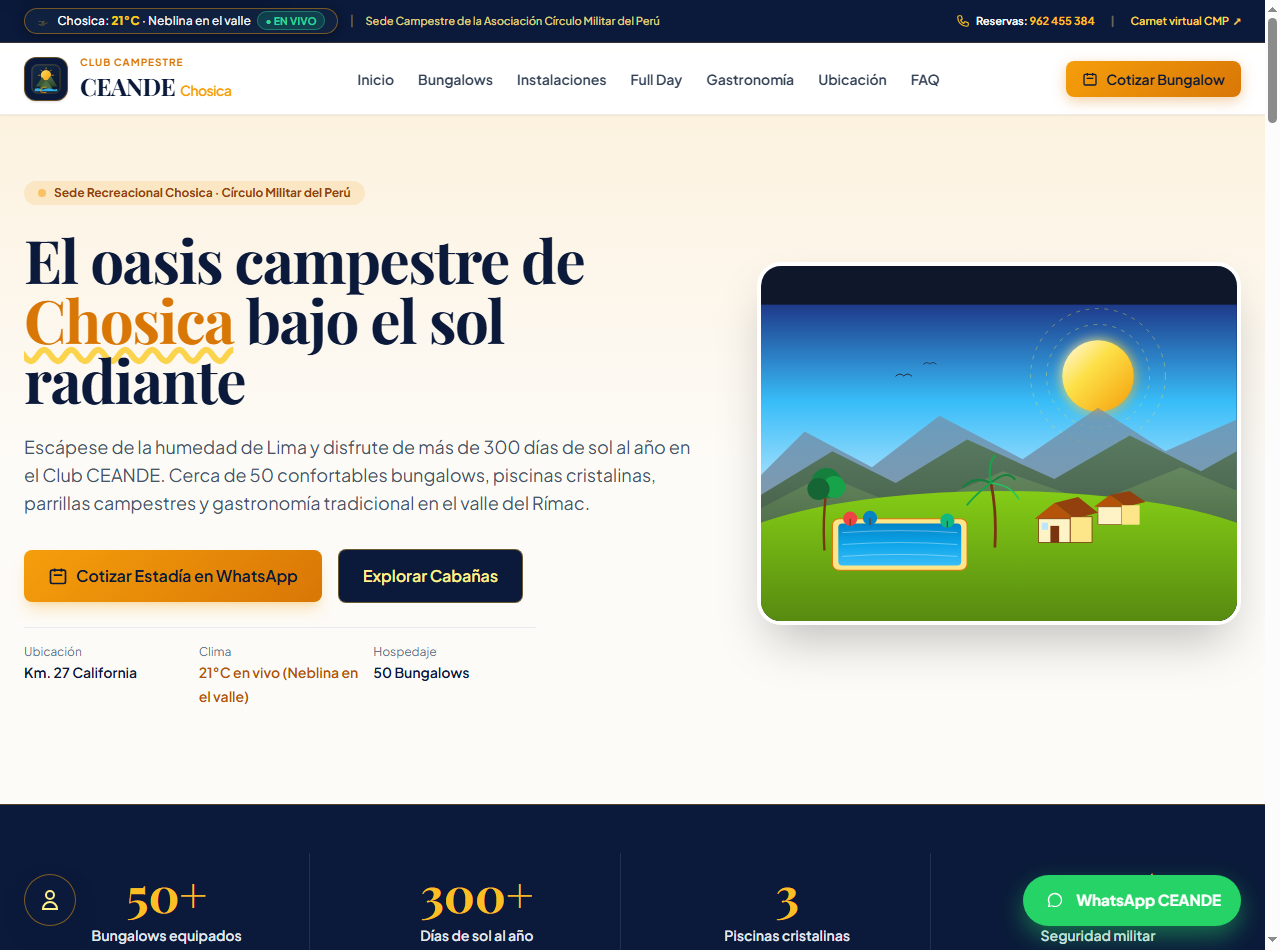 Chosica: 21°C · Neblina en el valle • EN VIVO | Sede Campestre de la Asociación Círculo Militar del Perú
Reservas: 962 455 384 | Carnet virtual CMP ↗
CLUB CAMPESTRE
CEANDE Chosica
Inicio Bungalows Instalaciones Full Day Gastronomía Ubicación FAQ
Cotizar Bungalow
Sede Recreacional Chosica · Círculo Militar del Perú
El oasis campestre de
Chosica bajo el sol
radiante
Escápese de la humedad de Lima y disfrute de más de 300 días de sol al año en
el Club CEANDE. Cerca de 50 confortables bungalows, piscinas cristalinas,
parrillas campestres y gastronomía tradicional en el valle del Rímac.
Cotizar Estadía en WhatsApp
Explorar Cabañas
Ubicación
Km. 27 California
Clima
21°C en vivo (Neblina en
el valle)
Hospedaje
50 Bungalows
50+
Bungalows equipados
300+
Días de sol al año
3
Piscinas cristalinas
WhatsApp CEANDE
Seguridad militar